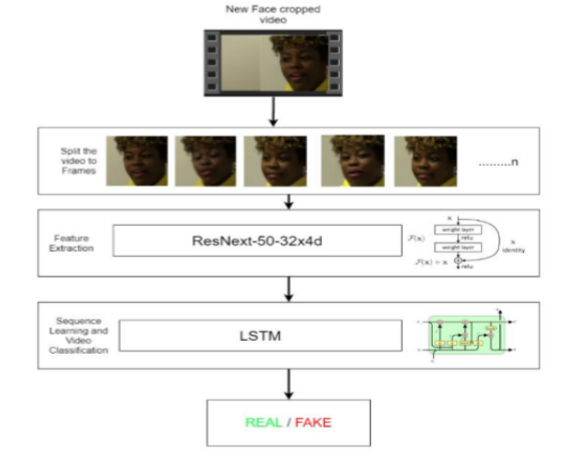 New Face cropped
video
Split the
video to
Frames
.........n
Feature
Extraction
ResNext-50-32x4d
x
weight layer
F(x)
relu
weight layer
x
identity
F(x) + x
relu
Sequence
Learning and
Video
Classification
LSTM
REAL / FAKE